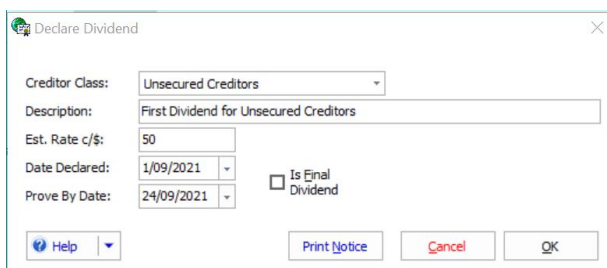 Declare Dividend
Creditor Class: Unsecured Creditors
Description: First Dividend for Unsecured Creditors
Est. Rate c/$: 50
Date Declared: 1/09/2021
Is Final
Dividend
Prove By Date: 24/09/2021
Help Print Notice Cancel OK